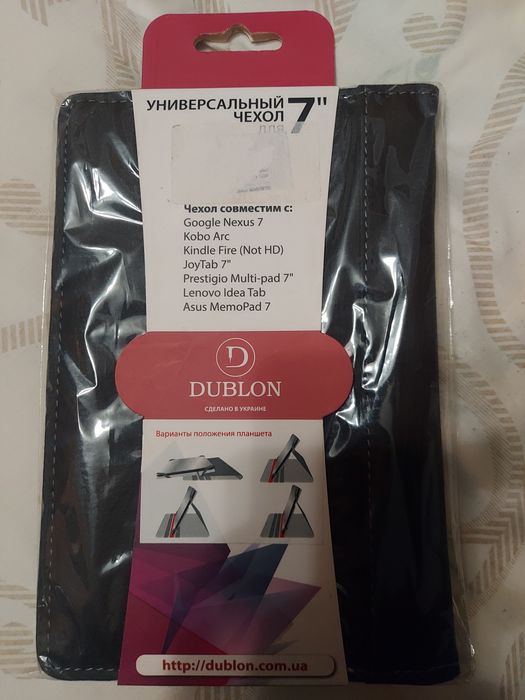 УНИВЕРСАЛЬНЫЙ
ЧЕХОЛ
для 7"
Чехол совместим с:
Google Nexus 7
Kobo Arc
Kindle Fire (Not HD)
JoyTab 7"
Prestigio Multi-pad 7"
Lenovo Idea Tab
Asus MemoPad 7
D
DUBLON
СДЕЛАНО В УКРАИНЕ
Варианты положения планшета
http://dublon.com.ua